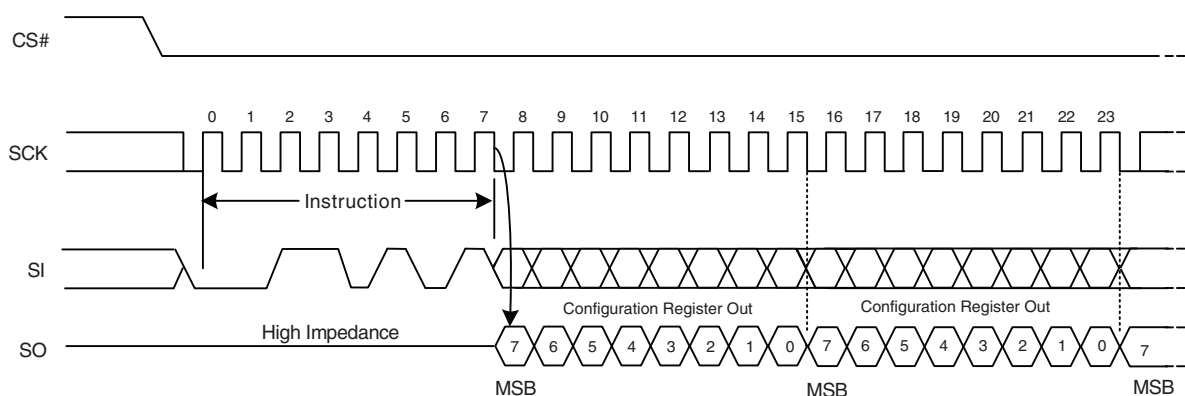 CS#
0 1 2 3 4 5 6 7 8 9 10 11 12 13 14 15 16 17 18 19 20 21 22 23
SCK
Instruction
SI
Configuration Register Out Configuration Register Out
High Impedance
SO
7 6 5 4 3 2 1 0 7 6 5 4 3 2 1 0 7
MSB MSB MSB